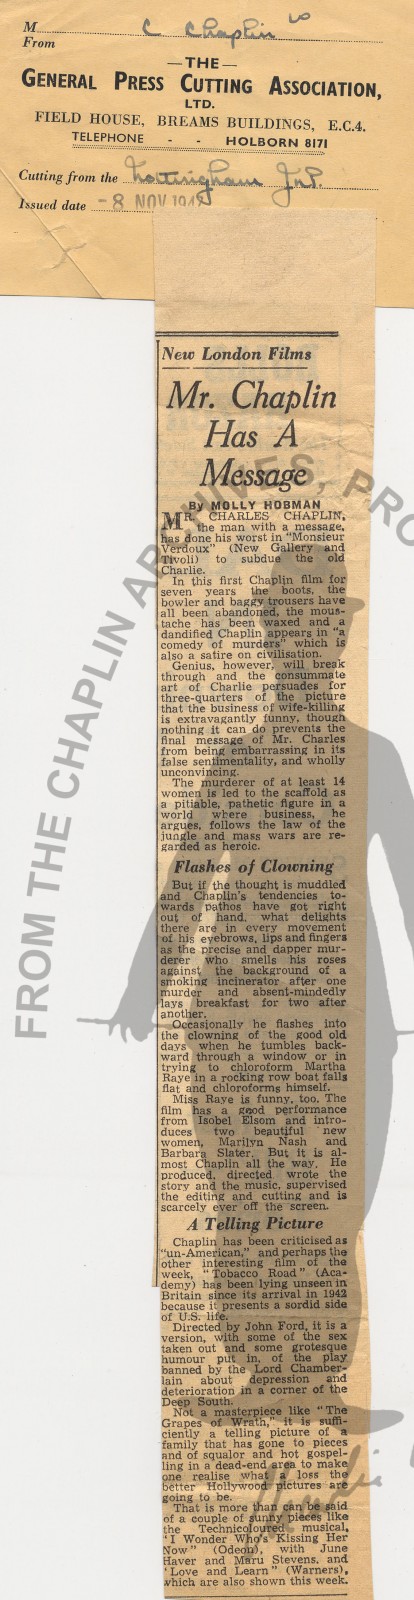 M C Chaplin
From
—THE—
GENERAL PRESS CUTTING ASSOCIATION,
LTD.
FIELD HOUSE, BREAMS BUILDINGS, E.C.4.
TELEPHONE - - HOLBORN 8171
Cutting from the Nottingham Jnl.
Issued date -8 NOV 1947
New London Films
Mr. Chaplin
Has A
Message
By MOLLY HOBMAN
MR. CHARLES CHAPLIN,
the man with a message,
has done his worst in "Monsieur
Verdoux" (New Gallery and
Tivoli) to subdue the old
Charlie.
In this first Chaplin film for
seven years the boots, the
bowler and baggy trousers have
all been abandoned, the mous-
tache has been waxed and a
dandified Chaplin appears in "a
comedy of murders" which is
also a satire on civilisation.
Genius, however, will break
through and the consummate
art of Charlie persuades for
three-quarters of the picture
that the business of wife-killing
is extravagantly funny, though
nothing it can do prevents the
final message of Mr. Charles
from being embarrassing in its
false sentimentality, and wholly
unconvincing.
The murderer of at least 14
women is led to the scaffold as
a pitiable, pathetic figure in a
world where business, he
argues, follows the law of the
jungle and mass wars are re-
garded as heroic.
Flashes of Clowning
But if the thought is muddled
and Chaplin's tendencies to-
wards pathos have got right
out of hand, what delights
there are in every movement
of his eyebrows, lips and fingers
as the precise and dapper mur-
derer who smells his roses
against the background of a
smoking incinerator after one
murder and absent-mindedly
lays breakfast for two after
another.
Occasionally he flashes into
the clowning of the good old
days when he tumbles back-
ward through a window or in
trying to chloroform Martha
Raye in a rocking row boat falls
flat and chloroforms himself.
Miss Raye is funny, too. The
film has a good performance
from Isobel Elsom and intro-
duces two beautiful new
women, Marilyn Nash and
Barbara Slater. But it is al-
most Chaplin all the way. He
produced, directed wrote the
story and the music, supervised
the editing and cutting and is
scarcely ever off the screen.
A Telling Picture
Chaplin has been criticised as
"un-American," and perhaps the
other interesting film of the
week, "Tobacco Road" (Aca-
demy) has been lying unseen in
Britain since its arrival in 1942
because it presents a sordid side
of U.S. life.
Directed by John Ford, it is a
version, with some of the sex
taken out and some grotesque
humour put in, of the play
banned by the Lord Chamber-
lain about depression and
deterioration in a corner of the
Deep South.
Not a masterpiece like "The
Grapes of Wrath," it is suffi-
ciently a telling picture of a
family that has gone to pieces
and of squalor and hot gospel-
ling in a dead-end area to make
one realise what a loss the
better Hollywood pictures are
going to be.
That is more than can be said
of a couple of sunny pieces like
the Technicoloured musical,
"I Wonder Who's Kissing Her
Now" (Odeon), with June
Haver and Maru Stevens, and
"Love and Learn" (Warners),
which are also shown this week.
FROM THE CHAPLIN ARCHIVES, PRO